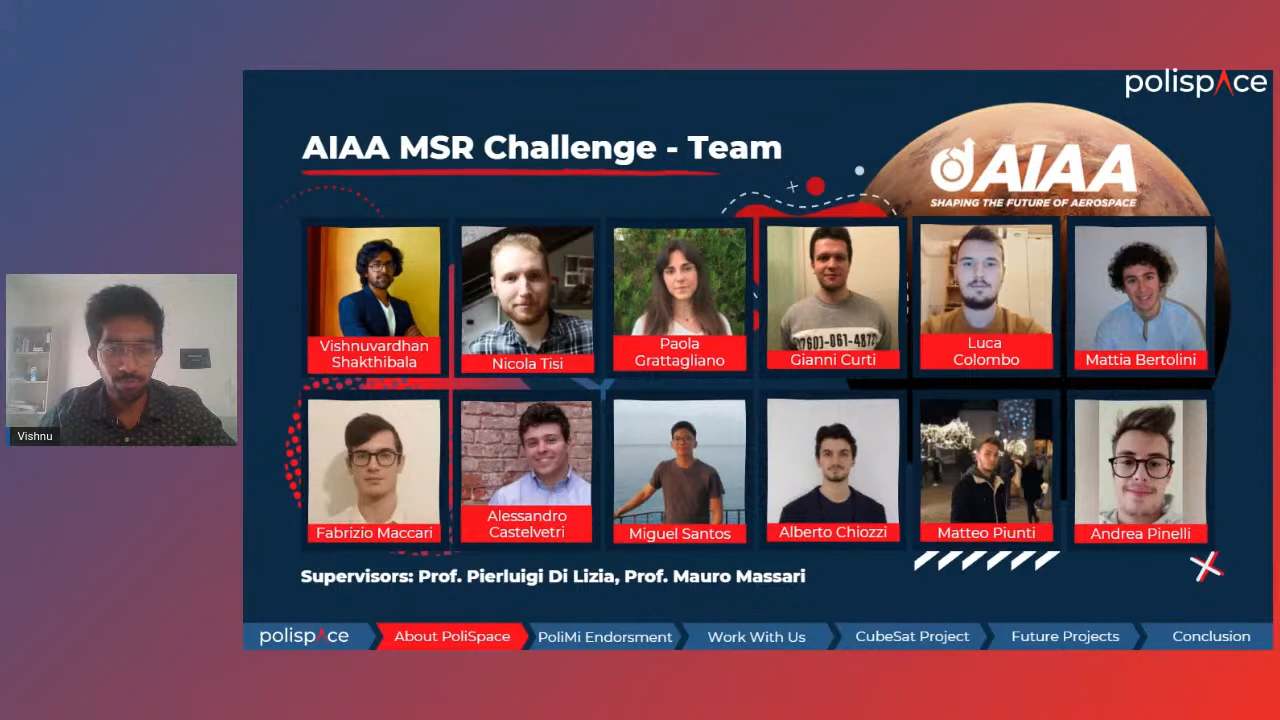 polispace
AIAA MSR Challenge - Team
AIAA
SHAPING THE FUTURE OF AEROSPACE
Vishnuvardhan
Shakthibala
Nicola Tisi
Paola
Grattagliano
Gianni Curti
Luca
Colombo
Mattia Bertolini
Vishnu
Fabrizio Maccari
Alessandro
Castelvetri
Miguel Santos
Alberto Chiozzi
Matteo Piunti
Andrea Pinelli
Supervisors: Prof. Pierluigi Di Lizia, Prof. Mauro Massari
polispace
About PoliSpace
PoliMi Endorsment
Work With Us
CubeSat Project
Future Projects
Conclusion